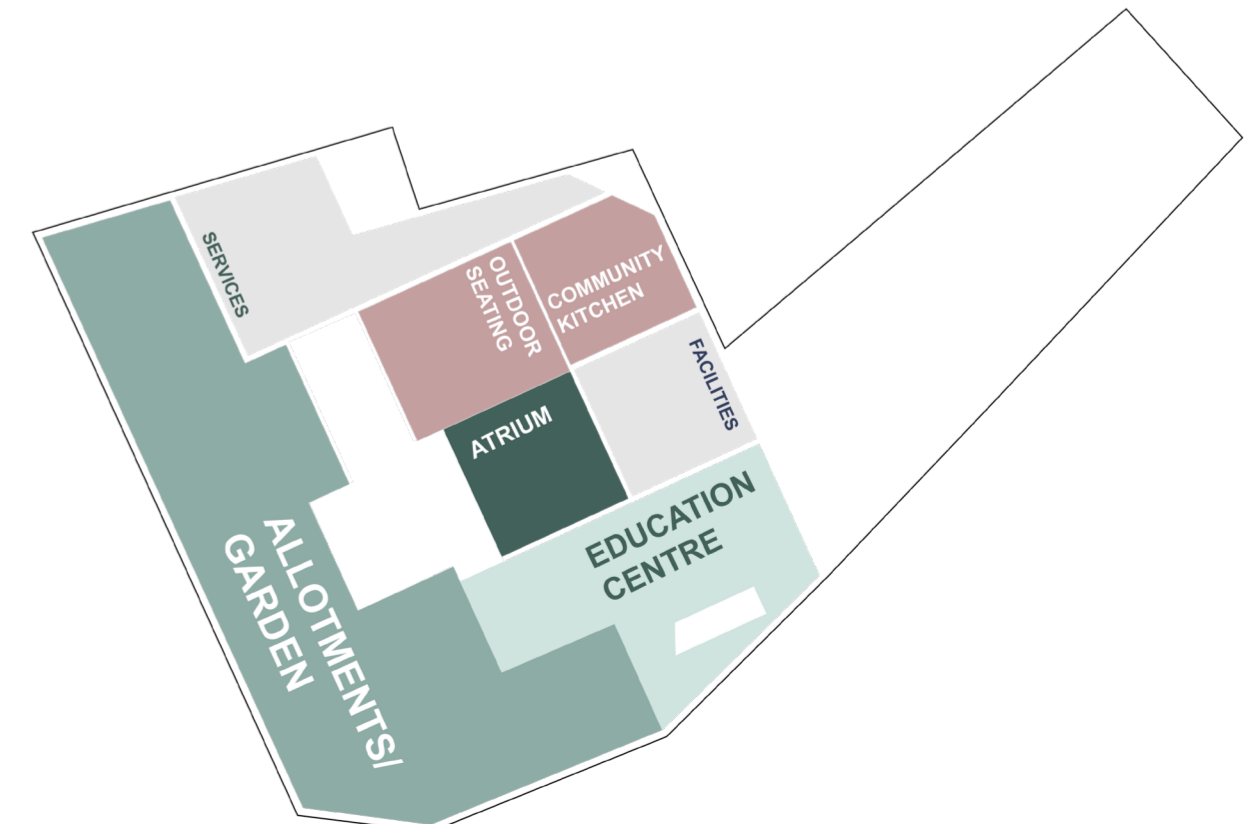 SERVICES
OUTDOOR
SEATING
COMMUNITY
KITCHEN
FACILITIES
ATRIUM
EDUCATION
CENTRE
ALLOTMENTS/
GARDEN